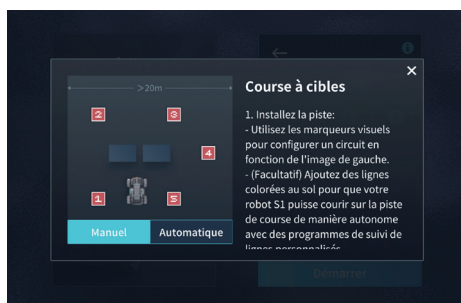 >20m
2
3
4
1
5
Manuel
Automatique
Course à cibles
1. Installez la piste:
- Utilisez les marqueurs visuels
pour configurer un circuit en
fonction de l'image de gauche.
- (Facultatif) Ajoutez des lignes
colorées au sol pour que votre
robot S1 puisse courir sur la piste
de course de manière autonome
avec des programmes de suivi de
lignes personnalisés
Démarrer